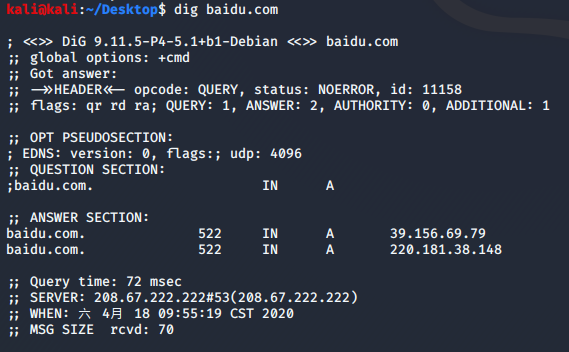 kali@kali:~/Desktop$ dig baidu.com
; <<>> DiG 9.11.5-P4-5.1+b1-Debian <<>> baidu.com
;; global options: +cmd
;; Got answer:
;; ->>HEADER<<- opcode: QUERY, status: NOERROR, id: 11158
;; flags: qr rd ra; QUERY: 1, ANSWER: 2, AUTHORITY: 0, ADDITIONAL: 1
;; OPT PSEUDOSECTION:
; EDNS: version: 0, flags:; udp: 4096
;; QUESTION SECTION:
;baidu.com. IN A
;; ANSWER SECTION:
baidu.com. 522 IN A 39.156.69.79
baidu.com. 522 IN A 220.181.38.148
;; Query time: 72 msec
;; SERVER: 208.67.222.222#53(208.67.222.222)
;; WHEN: 六 4月 18 09:55:19 CST 2020
;; MSG SIZE rcvd: 70